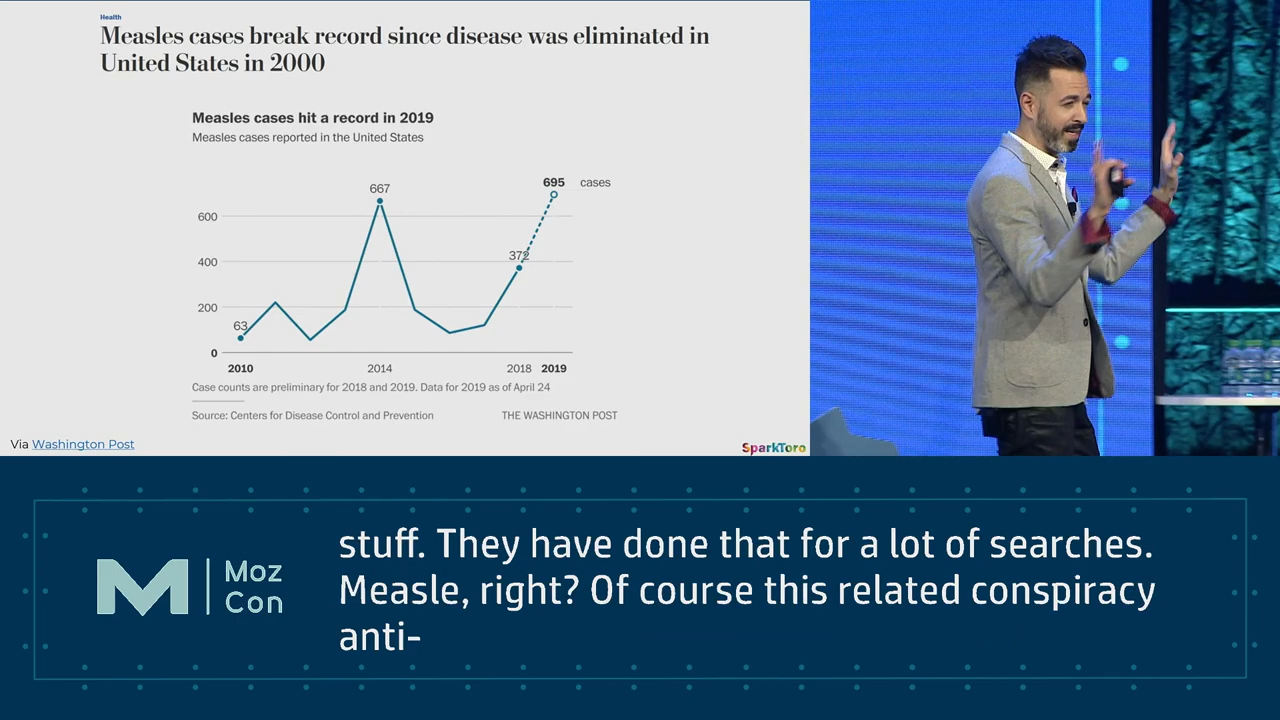 Health
Measles cases break record since disease was eliminated in
United States in 2000
Measles cases hit a record in 2019
Measles cases reported in the United States
695 cases
667
600
400
372
200
63
0
2010 2014 2018 2019
Case counts are preliminary for 2018 and 2019. Data for 2019 as of April 24
Source: Centers for Disease Control and Prevention THE WASHINGTON POST
Via Washington Post
SparkToro
Moz
Con
stuff. They have done that for a lot of searches.
Measle, right? Of course this related conspiracy
anti-